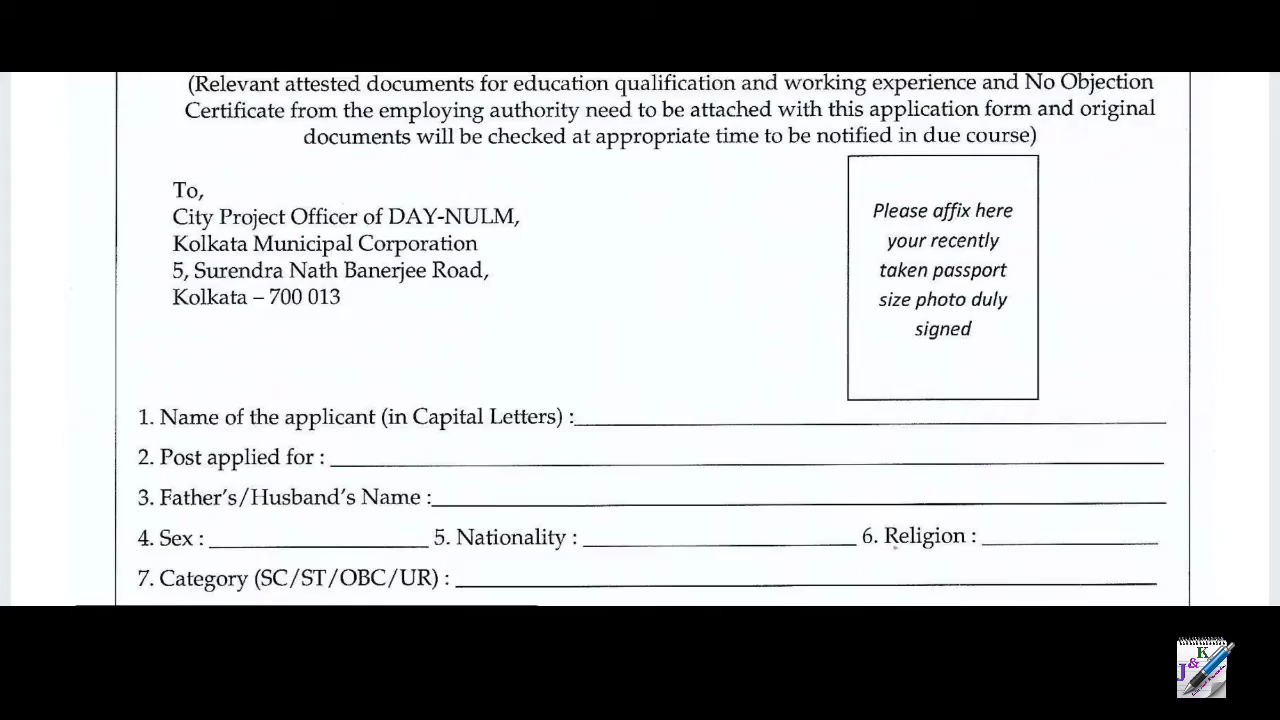 (Relevant attested documents for education qualification and working experience and No Objection
Certificate from the employing authority need to be attached with this application form and original
documents will be checked at appropriate time to be notified in due course)
To,
City Project Officer of DAY-NULM,
Kolkata Municipal Corporation
5, Surendra Nath Banerjee Road,
Kolkata – 700 013
Please affix here
your recently
taken passport
size photo duly
signed
1. Name of the applicant (in Capital Letters) :
2. Post applied for :
3. Father's/Husband's Name :
4. Sex : 5. Nationality : 6. Religion :
7. Category (SC/ST/OBC/UR) :
J&K